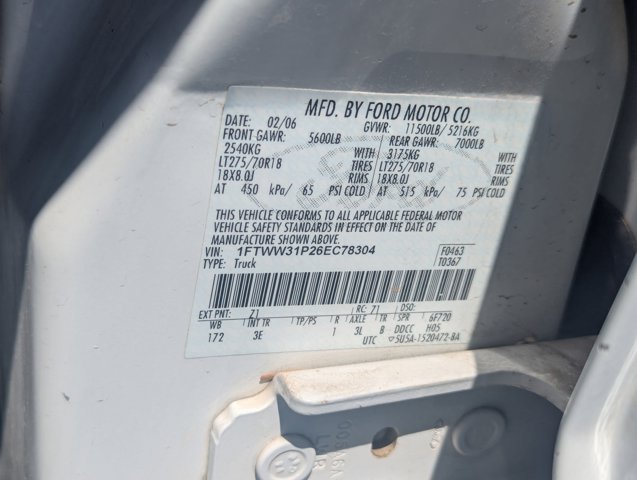 MFD. BY FORD MOTOR CO.
DATE: 02/06 GVWR: 11500LB/ 5216KG
FRONT GAWR: 5600LB REAR GAWR: 7000LB
2540KG WITH 3175KG WITH
LT275/70R18 TIRES LT275/70R18 TIRES
18X8.0J RIMS 18X8.0J RIMS
AT 450 kPa/ 65 PSI COLD AT 515 kPa/ 75 PSI COLD
THIS VEHICLE CONFORMS TO ALL APPLICABLE FEDERAL MOTOR
VEHICLE SAFETY STANDARDS IN EFFECT ON THE DATE OF
MANUFACTURE SHOWN ABOVE.
VIN: 1FTWW31P26EC78304 F0463
TYPE: Truck T0367
EXT PNT: Z1 RC: 71 DSO:
WB INT TR TP/PS R AXLE TR SPR 6F720
172 3E 1 3L B DDCC H05
UTC 5U5A-1520472-BA